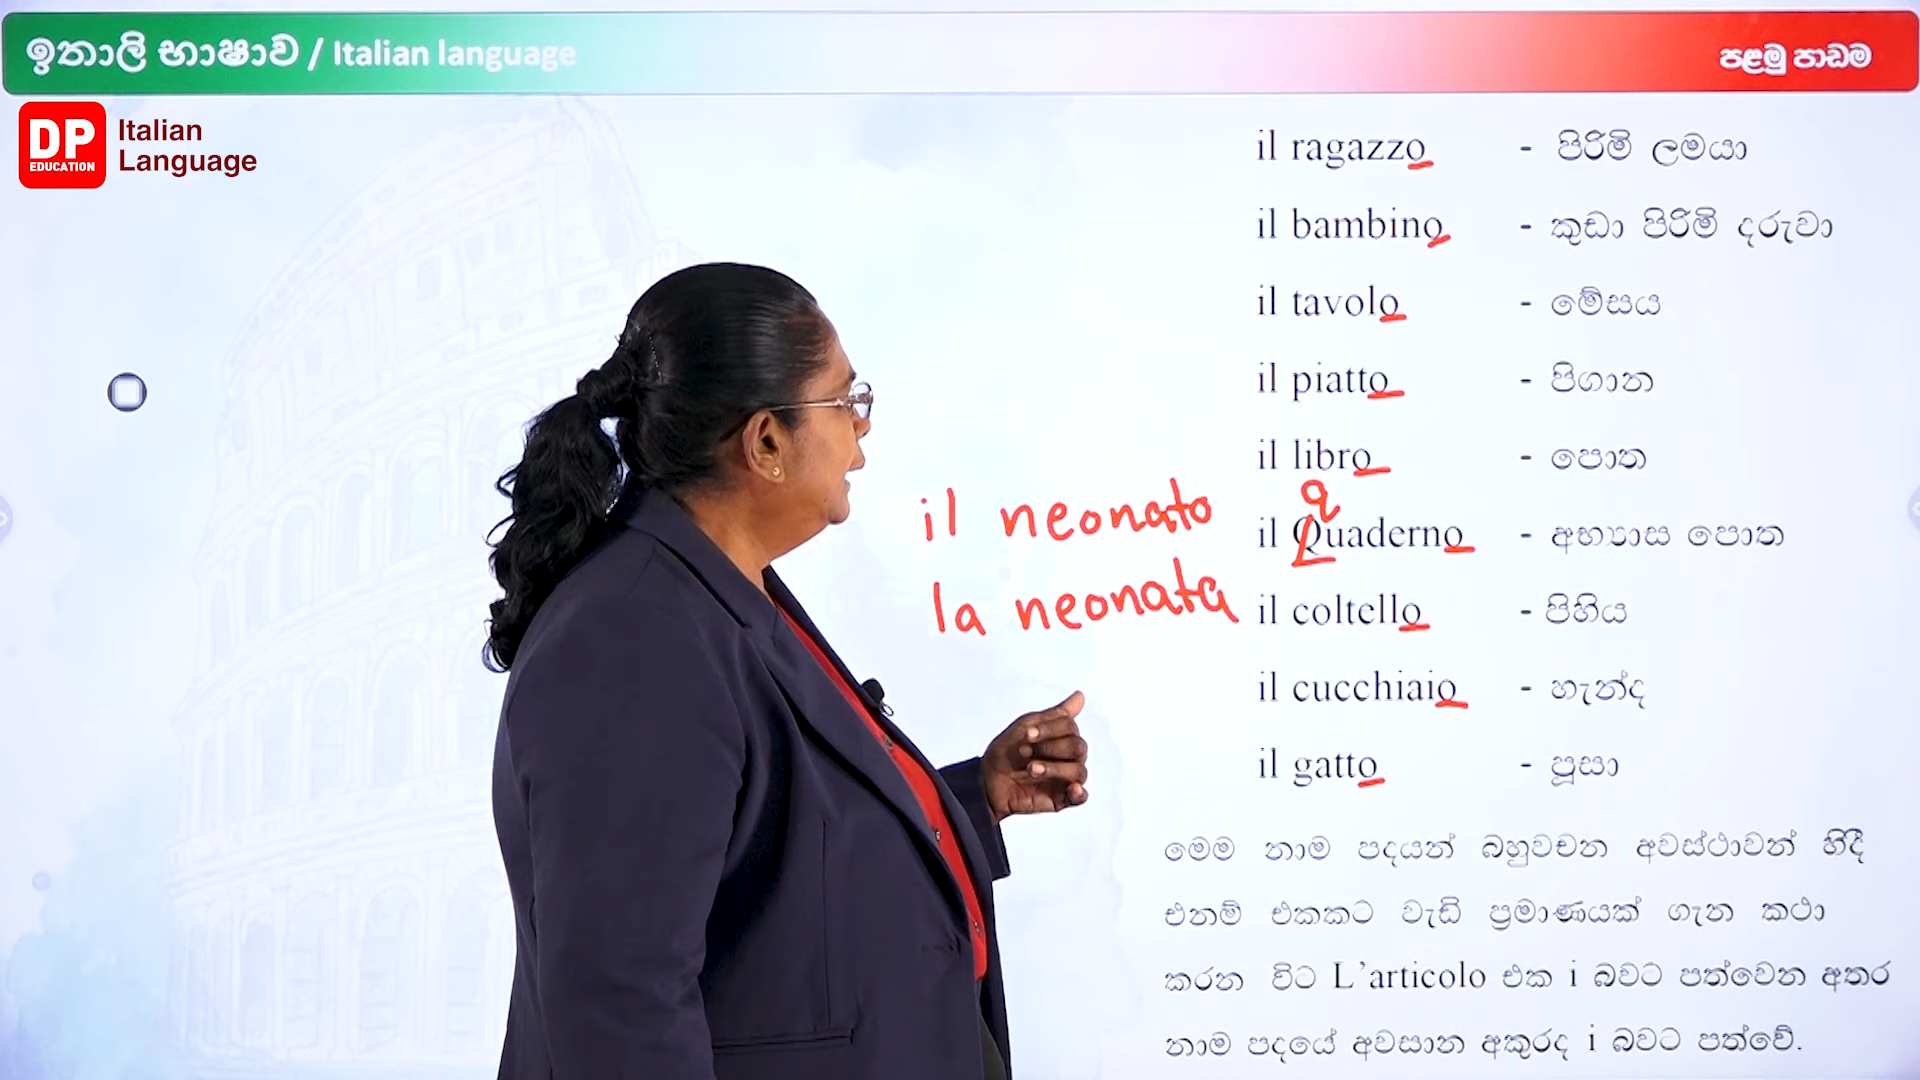 ඉතාලි භාෂාව / Italian language
පළමු පාඩම
DP
EDUCATION
Italian
Language
il ragazzo - පිරිමි ලමයා
il bambino - කුඩා පිරිමි දරුවා
il tavolo - මේසය
il piatto - පිගාන
il libro - පොත
il neonato
q
il Quaderno - අභ්‍යාස පොත
la neonata
il coltello - පිහිය
il cucchiaio - හැන්ද
il gatto - පූසා
මෙම නාම පදයන් බහුවචන අවස්ථාවන් හිදී
එනම් එකකට වැඩි ප්‍රමාණයක් ගැන කථා
කරන විට L'articolo එක i බවට පත්වෙන අතර
නාම පදයේ අවසාන අකුරද i බවට පත්වේ.